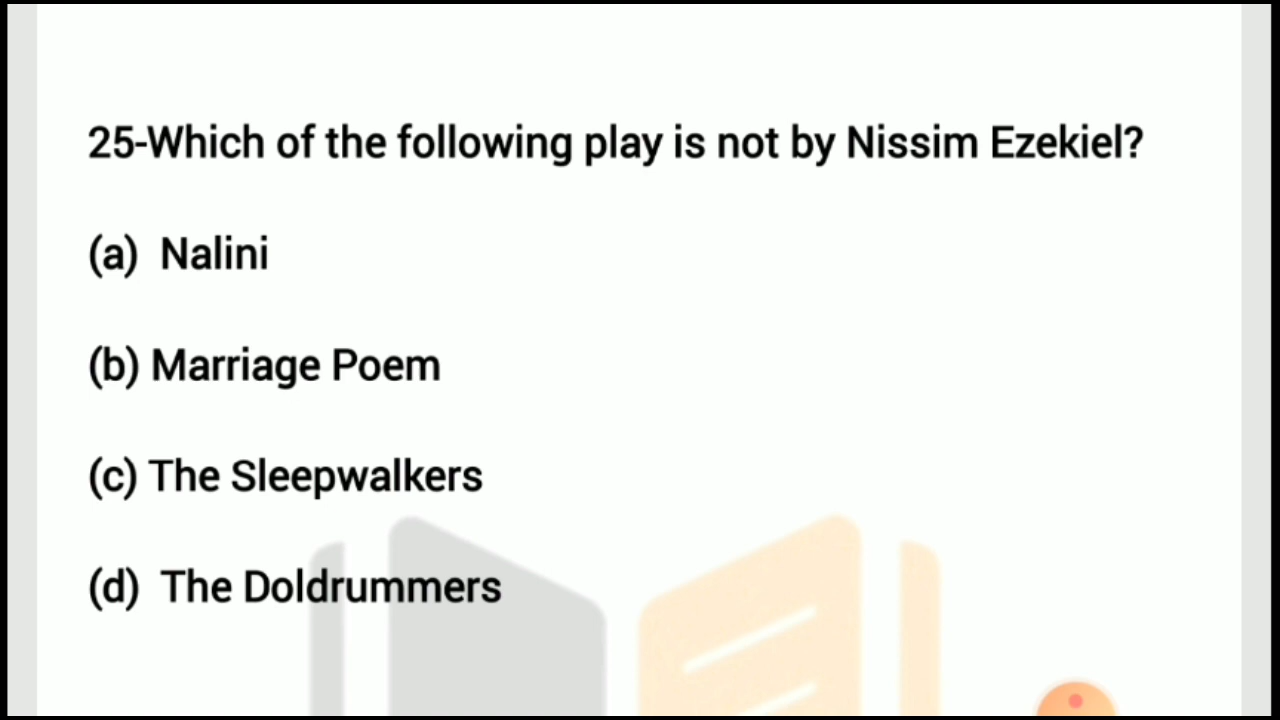 25-Which of the following play is not by Nissim Ezekiel?
(a) Nalini
(b) Marriage Poem
(c) The Sleepwalkers
(d) The Doldrummers